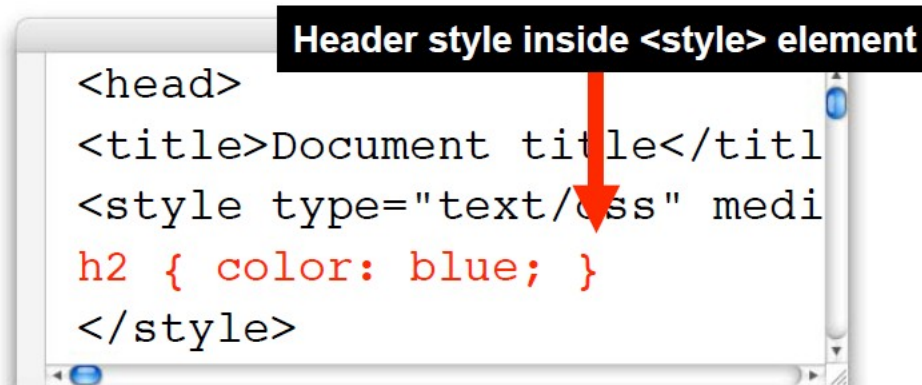 Header style inside <style> element
<head>
<title>Document title</titl
<style type="text/css" medi
h2 { color: blue; }
</style>